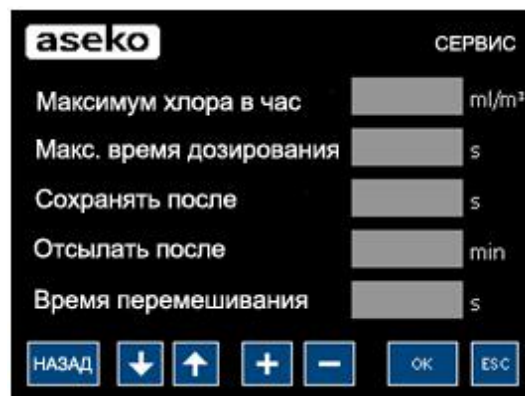 aseko СЕРВИС
Максимум хлора в час ml/m³
Макс. время дозирования s
Сохранять после s
Отсылать после min
Время перемешивания s
НАЗАД + − OK ESC